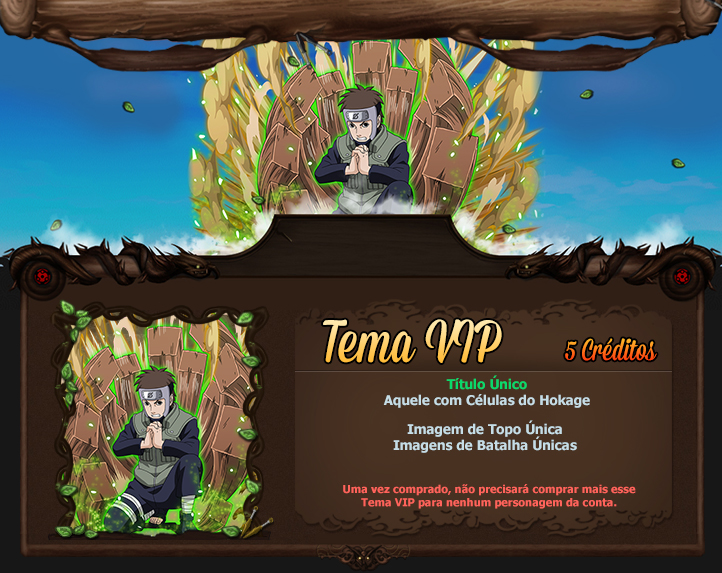 Tema VIP
5 Créditos
Título Único
Aquele com Células do Hokage
Imagem de Topo Única
Imagens de Batalha Únicas
Uma vez comprado, não precisará comprar mais esse
Tema VIP para nenhum personagem da conta.